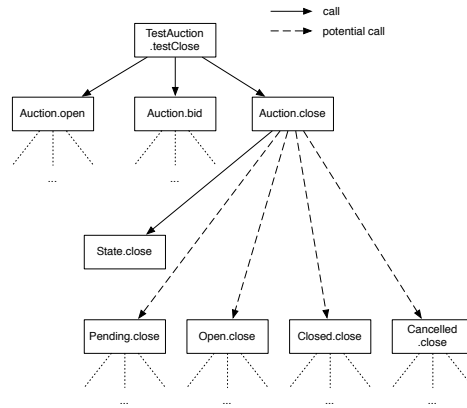 call
potential call
TestAuction
.testClose
Auction.open
Auction.bid
Auction.close
...
...
State.close
Pending.close
Open.close
Closed.close
Cancelled
.close
...
...
...
...